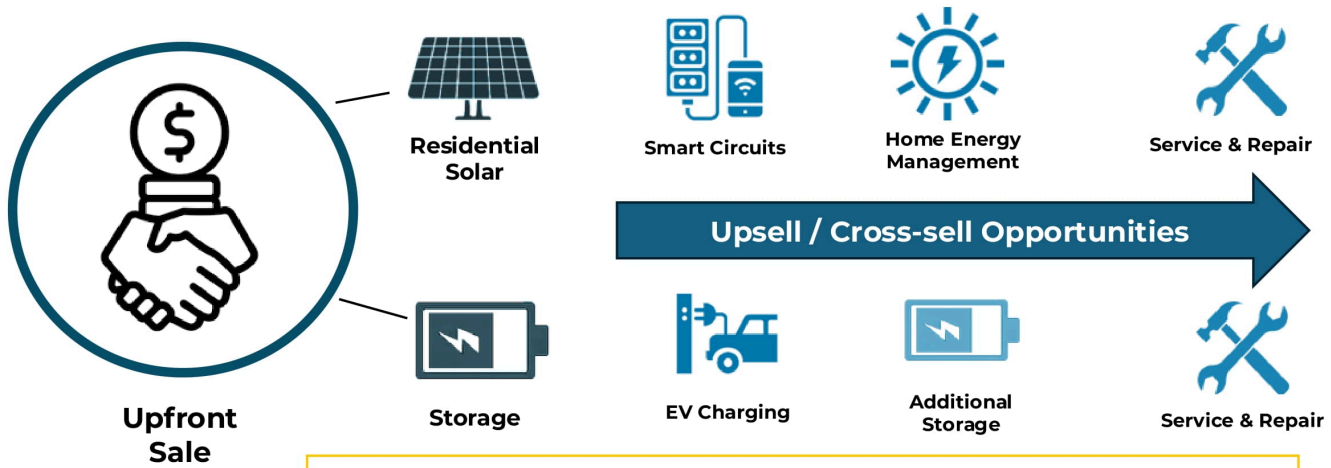 $
Residential
Solar
Smart Circuits
Home Energy
Management
Service & Repair
Upsell / Cross-sell Opportunities
Upfront
Sale
Storage
EV Charging
Additional
Storage
Service & Repair